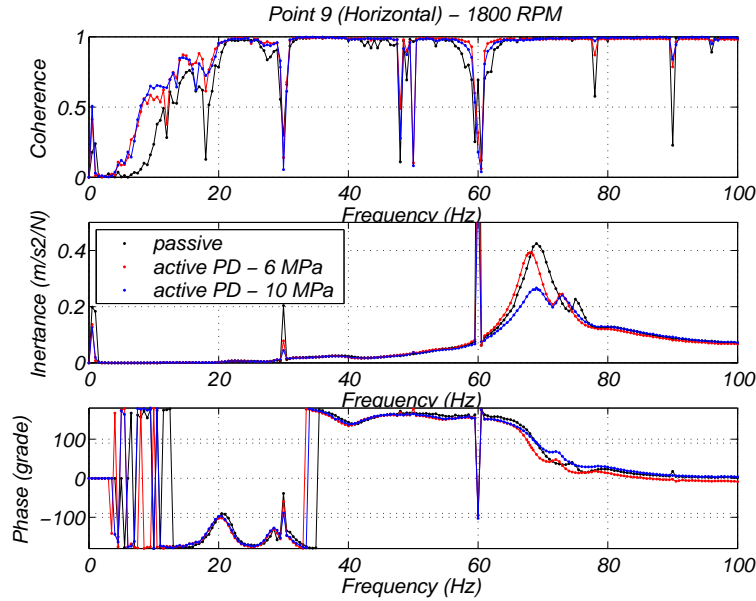 Point 9 (Horizontal) − 1800 RPM
Coherence
1
0.5
0
0 20 40 60 80 100
Frequency (Hz)
Inertance (m/s2/N)
0.4
0.2
0
passive
active PD − 6 MPa
active PD − 10 MPa
0 20 40 60 80 100
Frequency (Hz)
Phase (grade)
100
0
−100
0 20 40 60 80 100
Frequency (Hz)